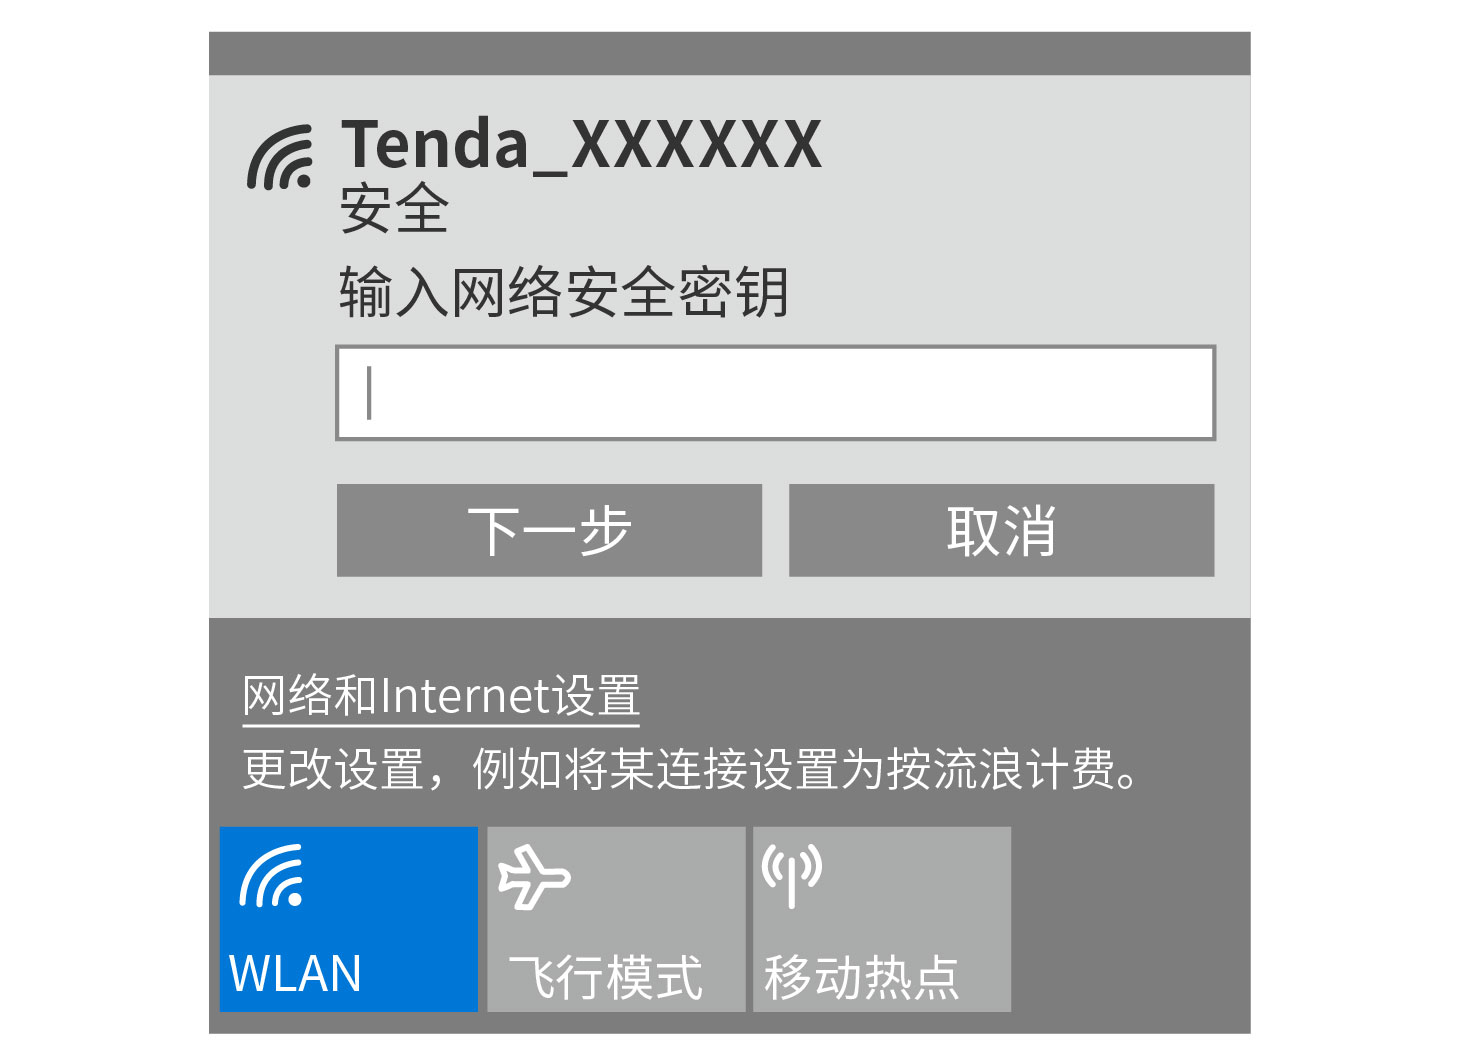 Tenda_XXXXXX
安全
输入网络安全密钥
下一步
取消
网络和Internet设置
更改设置，例如将某连接设置为按流浪计费。
WLAN
飞行模式
移动热点